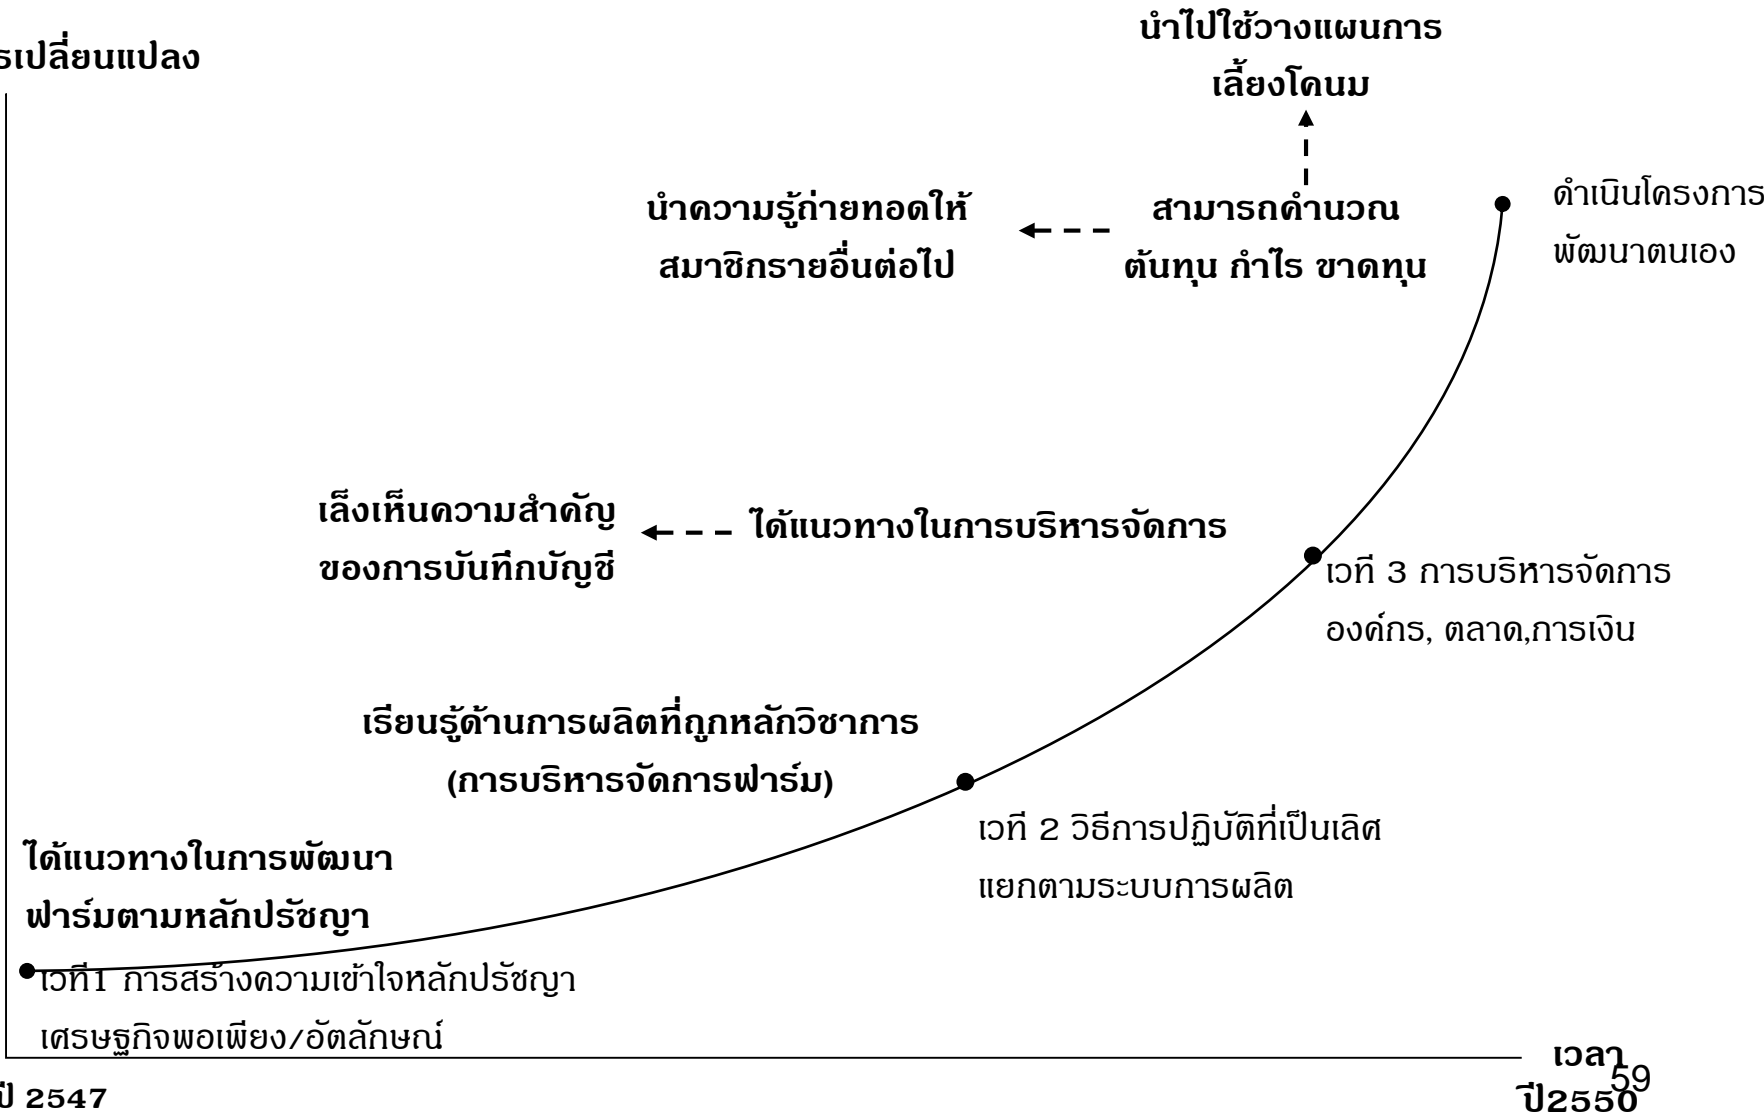 นำไปใช้วางแผนการ
เลี้ยงโคนม
รเปลี่ยนแปลง
นำความรู้ถ่ายทอดให้
สมาชิกรายอื่นต่อไป
สามารถคำนวณ
ต้นทุน กำไร ขาดทุน
ดำเนินโครงการ
พัฒนาตนเอง
เล็งเห็นความสำคัญ
ของการบันทึกบัญชี
ได้แนวทางในการบริหารจัดการ
เวที 3 การบริหารจัดการ
องค์กร, ตลาด,การเงิน
เรียนรู้ด้านการผลิตที่ถูกหลักวิชาการ
(การบริหารจัดการฟาร์ม)
เวที 2 วิธีการปฏิบัติที่เป็นเลิศ
แยกตามระบบการผลิต
ได้แนวทางในการพัฒนา
ฟาร์มตามหลักปรัชญา
เวที1 การสร้างความเข้าใจหลักปรัชญา
เศรษฐกิจพอเพียง/อัตลักษณ์
เวลา
ปี 2547
ปี2550
59